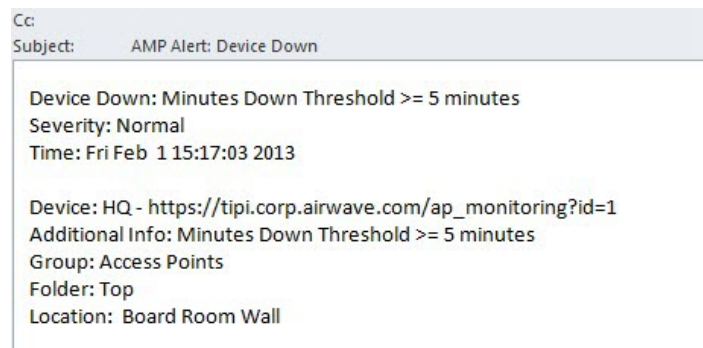 Cc:
Subject: AMP Alert: Device Down
Device Down: Minutes Down Threshold >= 5 minutes
Severity: Normal
Time: Fri Feb  1 15:17:03 2013
Device: HQ - https://tipi.corp.airwave.com/ap_monitoring?id=1
Additional Info: Minutes Down Threshold >= 5 minutes
Group: Access Points
Folder: Top
Location:  Board Room Wall